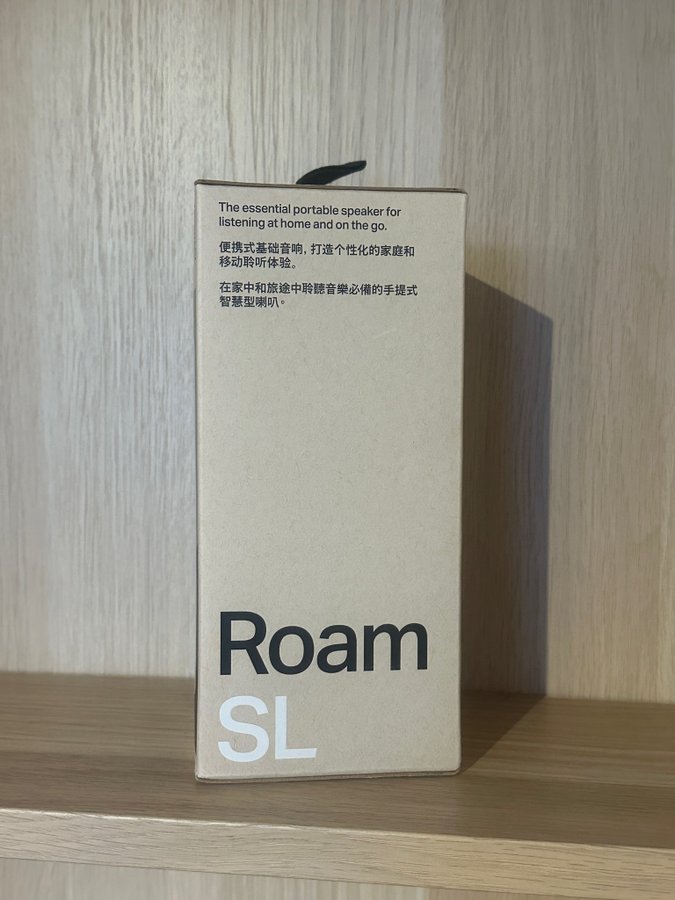 The essential portable speaker for
listening at home and on the go.
便携式基础音响, 打造个性化的家庭和
移动聆听体验。
在家中和旅途中聆聽音樂必備的手提式
智慧型喇叭。
Roam
SL